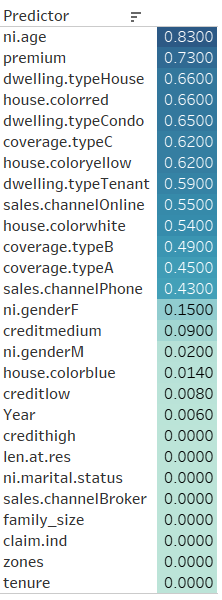 Predictor
ni.age 0.8300
premium 0.7300
dwelling.typeHouse 0.6600
house.colorred 0.6600
dwelling.typeCondo 0.6500
coverage.typeC 0.6200
house.coloryellow 0.6200
dwelling.typeTenant 0.5900
sales.channelOnline 0.5500
house.colorwhite 0.5400
coverage.typeB 0.4900
coverage.typeA 0.4500
sales.channelPhone 0.4300
ni.genderF 0.1500
creditmedium 0.0900
ni.genderM 0.0200
house.colorblue 0.0140
creditlow 0.0080
Year 0.0060
credithigh 0.0000
len.at.res 0.0000
ni.marital.status 0.0000
sales.channelBroker 0.0000
family_size 0.0000
claim.ind 0.0000
zones 0.0000
tenure 0.0000